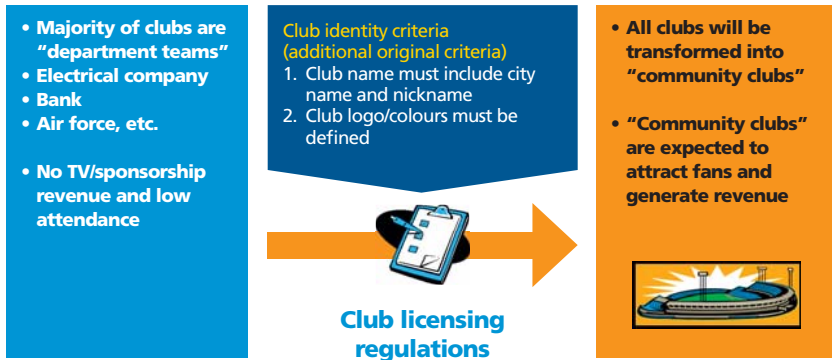 • Majority of clubs are
“department teams”
• Electrical company
• Bank
• Air force, etc.
• No TV/sponsorship
revenue and low
attendance
Club identity criteria
(additional original criteria)
1. Club name must include city
name and nickname
2. Club logo/colours must be
defined
Club licensing
regulations
• All clubs will be
transformed into
“community clubs”
• “Community clubs”
are expected to
attract fans and
generate revenue